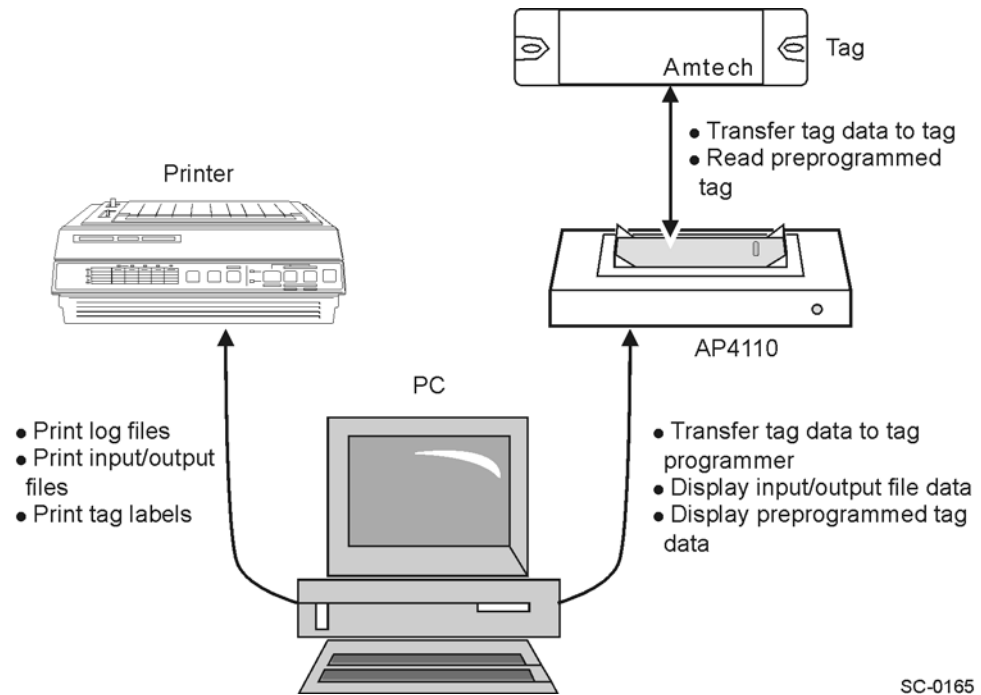 Amtech
Tag
● Transfer tag data to tag
● Read preprogrammed
tag
Printer
AP4110
PC
● Print log files
● Print input/output
files
● Print tag labels
● Transfer tag data to tag
programmer
● Display input/output file data
● Display preprogrammed tag
data
SC-0165